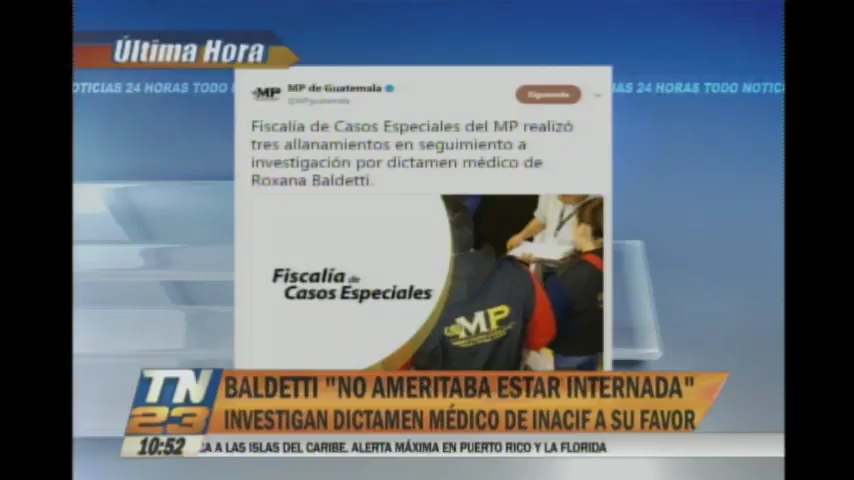 Última Hora
OTICIAS 24 HORAS TODO
S 24 HORAS TODO NOTIC
MP
MP de Guatemala
@MPguatemala
Siguiendo
Fiscalía de Casos Especiales del MP realizó
tres allanamientos en seguimiento a
investigación por dictamen médico de
Roxana Baldetti.
Fiscalía de
Casos Especiales
MP
TN
23
BALDETTI "NO AMERITABA ESTAR INTERNADA"
INVESTIGAN DICTAMEN MÉDICO DE INACIF A SU FAVOR
10:52
A A LAS ISLAS DEL CARIBE. ALERTA MÁXIMA EN PUERTO RICO Y LA FLORIDA